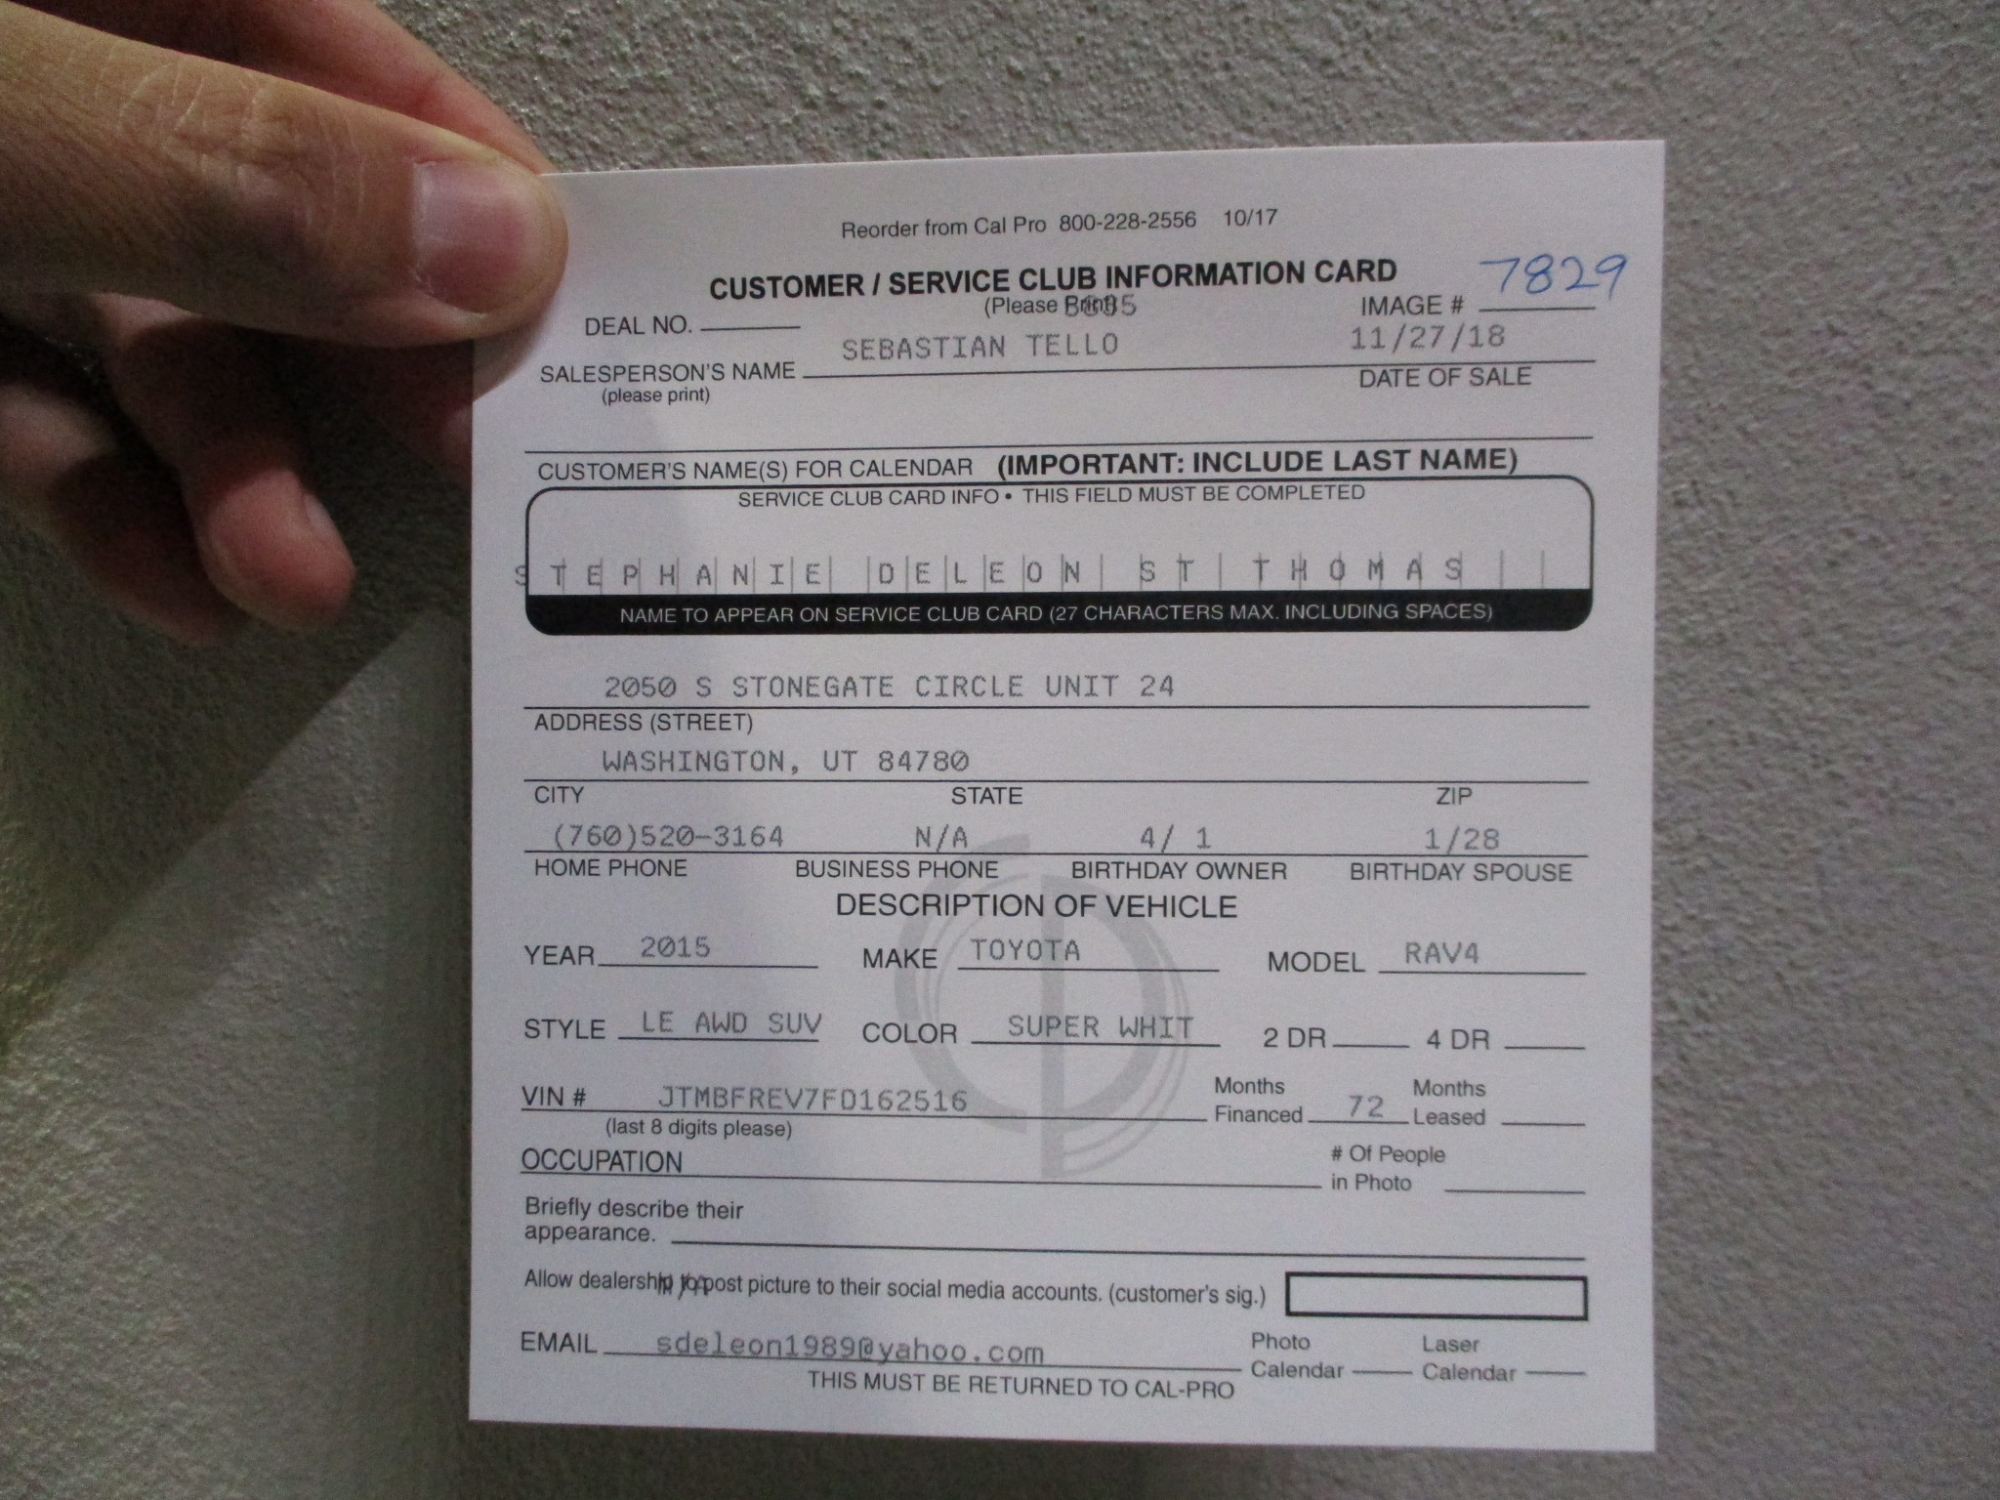 Reorder from Cal Pro 800-228-2556 10/17
CUSTOMER / SERVICE CLUB INFORMATION CARD 7829
(Please Print) IMAGE #
DEAL NO.
SEBASTIAN TELLO 11/27/18
SALESPERSON'S NAME DATE OF SALE
(please print)
CUSTOMER'S NAME(S) FOR CALENDAR (IMPORTANT: INCLUDE LAST NAME)
SERVICE CLUB CARD INFO • THIS FIELD MUST BE COMPLETED
STEPHANIE DELEON ST THOMAS
NAME TO APPEAR ON SERVICE CLUB CARD (27 CHARACTERS MAX. INCLUDING SPACES)
2050 S STONEGATE CIRCLE UNIT 24
ADDRESS (STREET)
WASHINGTON, UT 84780
CITY STATE ZIP
(760)520-3164 N/A 4/ 1 1/28
HOME PHONE BUSINESS PHONE BIRTHDAY OWNER BIRTHDAY SPOUSE
DESCRIPTION OF VEHICLE
YEAR 2015 MAKE TOYOTA MODEL RAV4
STYLE LE AWD SUV COLOR SUPER WHIT 2 DR 4 DR
VIN # JTMBFREV7FD162516 Months Financed 72 Months Leased
(last 8 digits please)
OCCUPATION # Of People in Photo
Briefly describe their
appearance.
Allow dealership to post picture to their social media accounts. (customer's sig.)
EMAIL sdeleon1989@yahoo.com Photo Calendar Laser Calendar
THIS MUST BE RETURNED TO CAL-PRO